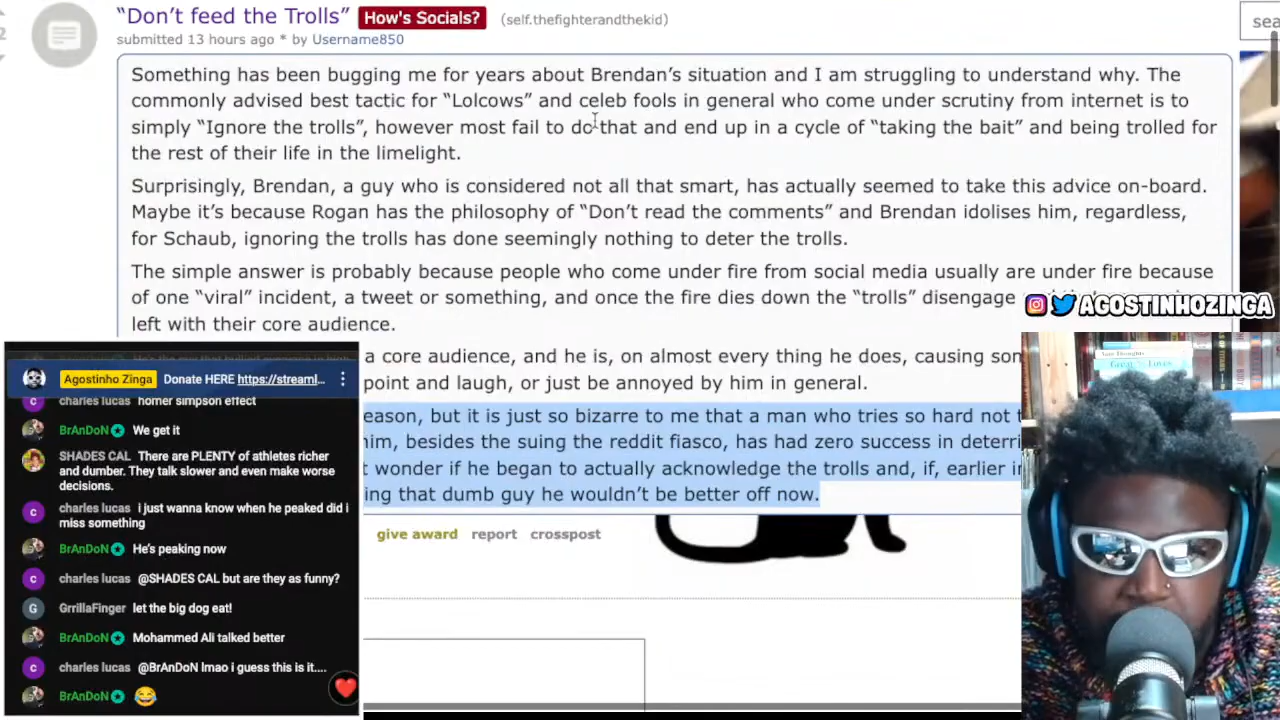 "Don't feed the Trolls" How's Socials? (self.thefighterandthekid)
submitted 13 hours ago * by Username850
Something has been bugging me for years about Brendan's situation and I am struggling to understand why. The
commonly advised best tactic for "Lolcows" and celeb fools in general who come under scrutiny from internet is to
simply "Ignore the trolls", however most fail to do that and end up in a cycle of "taking the bait" and being trolled for
the rest of their life in the limelight.
Surprisingly, Brendan, a guy who is considered not all that smart, has actually seemed to take this advice on-board.
Maybe it's because Rogan has the philosophy of "Don't read the comments" and Brendan idolises him, regardless,
for Schaub, ignoring the trolls has done seemingly nothing to deter the trolls.
The simple answer is probably because people who come under fire from social media usually are under fire because
of one "viral" incident, a tweet or something, and once the fire dies down the "trolls" disengage
left with their core audience.
a core audience, and he is, on almost every thing he does, causing
point and laugh, or just be annoyed by him in general.
but it is just so bizarre to me that a man who tries so hard not
him, besides the suing the reddit fiasco, has had zero success in
wonder if he began to actually acknowledge the trolls and, if, earlier
that dumb guy he wouldn't be better off now.
give award report crosspost
sea
AGOSTINHOZINGA
Great Loves
Agostinho Zinga Donate HERE https://streaml...
charles lucas homer simpson effect
BrAnDoN We get it
SHADES CAL There are PLENTY of athletes richer
and dumber. They talk slower and even make worse
decisions.
charles lucas i just wanna know when he peaked did i
miss something
BrAnDoN He's peaking now
charles lucas @SHADES CAL but are they as funny?
G GrrillaFinger let the big dog eat!
BrAnDoN Mohammed Ali talked better
c charles lucas @BrAnDoN lmao i guess this is it....
BrAnDoN 😂